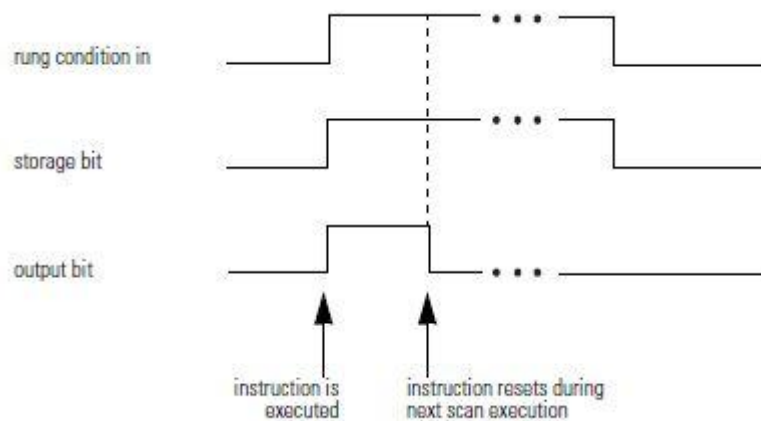 rung condition in
storage bit
output bit
instruction is
executed
instruction resets during
next scan execution